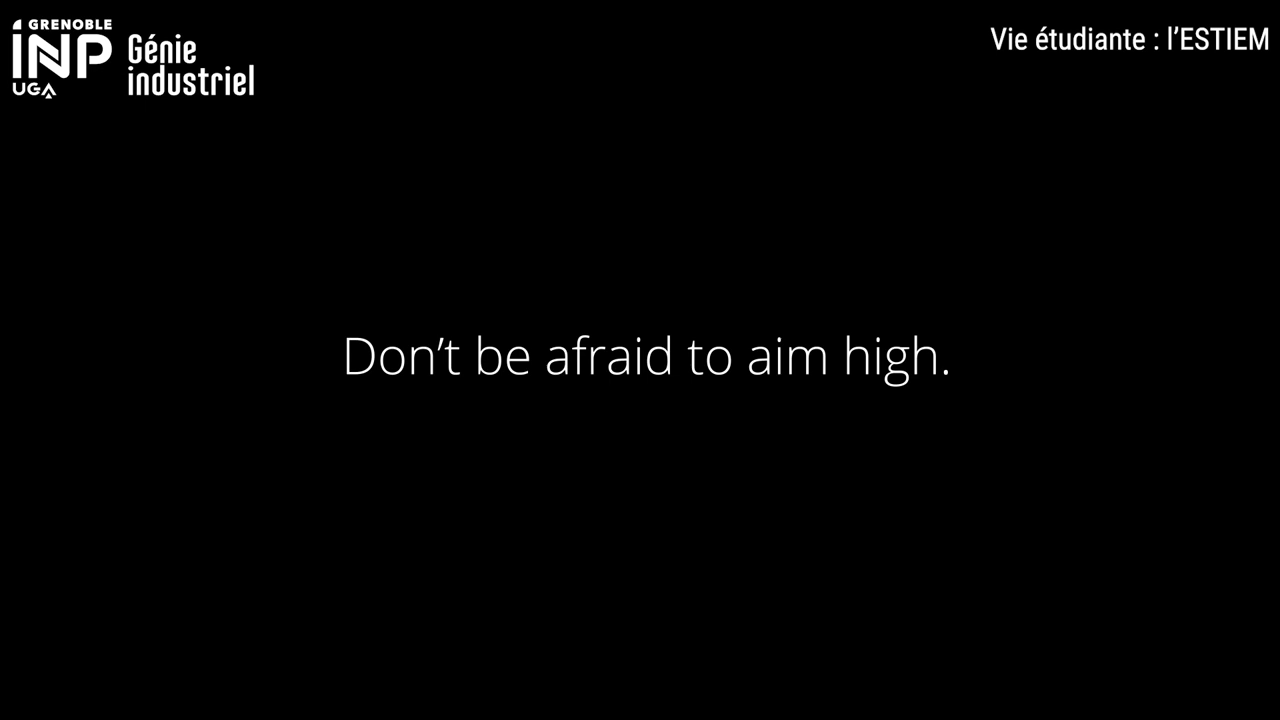 GRENOBLE
INP
UGA
Génie
industriel
Vie étudiante : l’ESTIEM
Don’t be afraid to aim high.